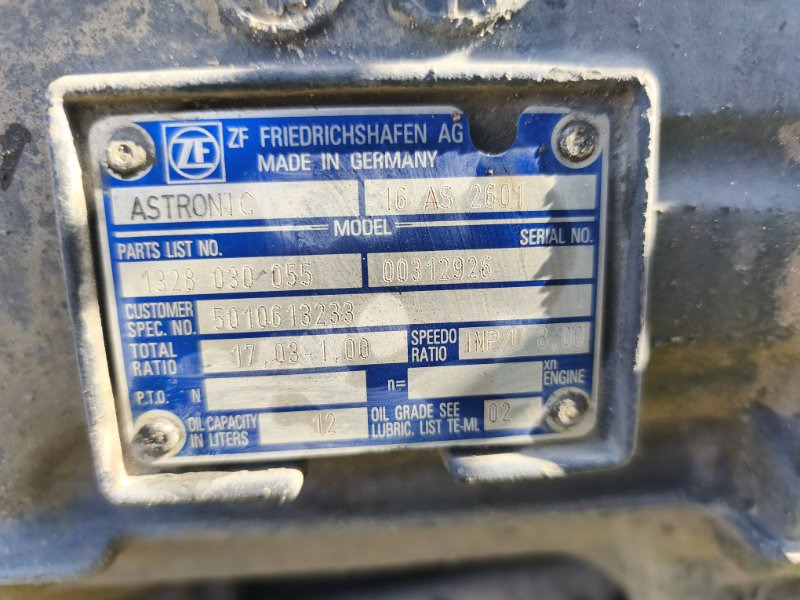 ZF ZF FRIEDRICHSHAFEN AG
MADE IN GERMANY
ASTRONIC 16 AS 2601
MODEL
PARTS LIST NO. SERIAL NO.
1328 030 055 00312926
CUSTOMER SPEC. NO. 5010613233
TOTAL RATIO 17,03-1,00 SPEEDO RATIO IMP/U 8,00
P.T.O. N n= xn ENGINE
OIL CAPACITY IN LITERS 12 OIL GRADE SEE LUBRIC. LIST TE-ML 02